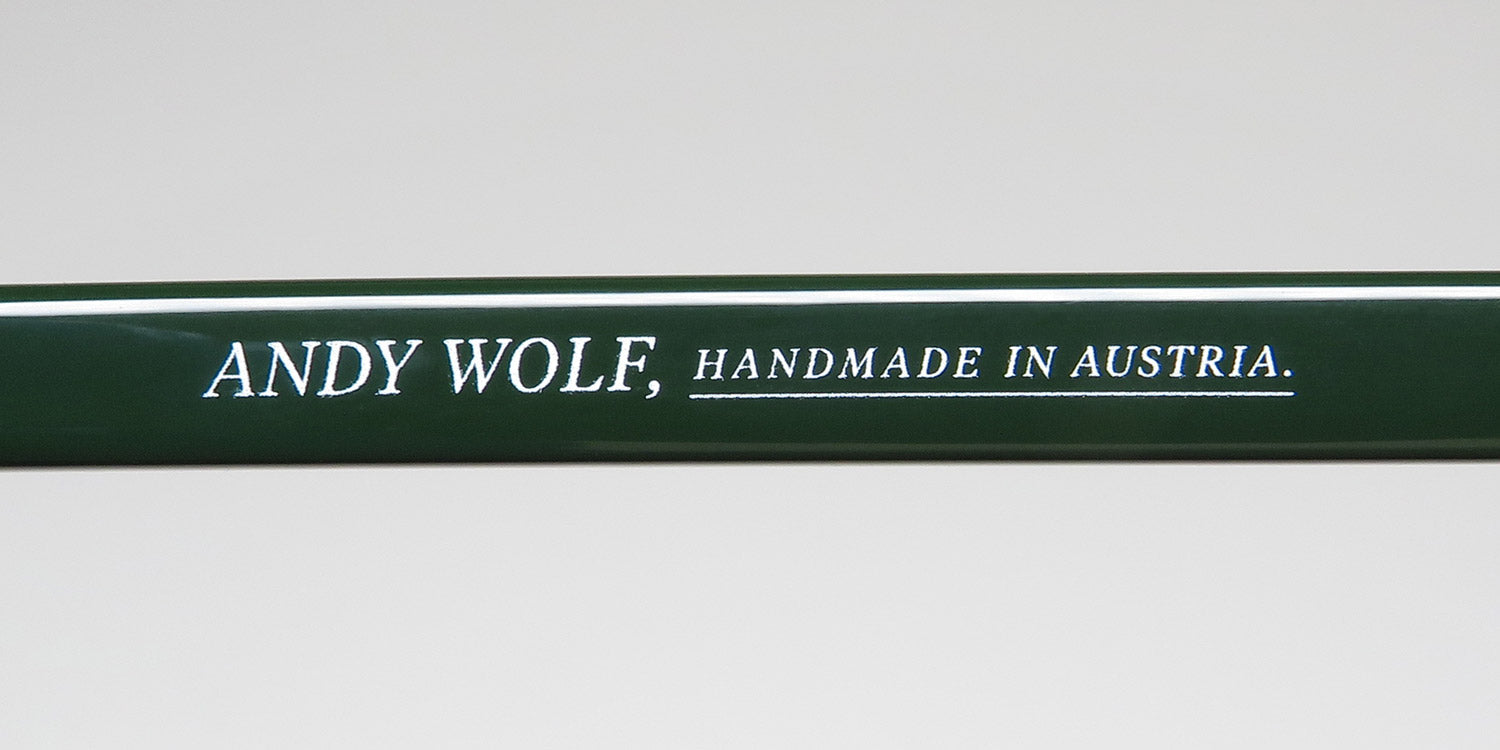 ANDY WOLF, HANDMADE IN AUSTRIA.